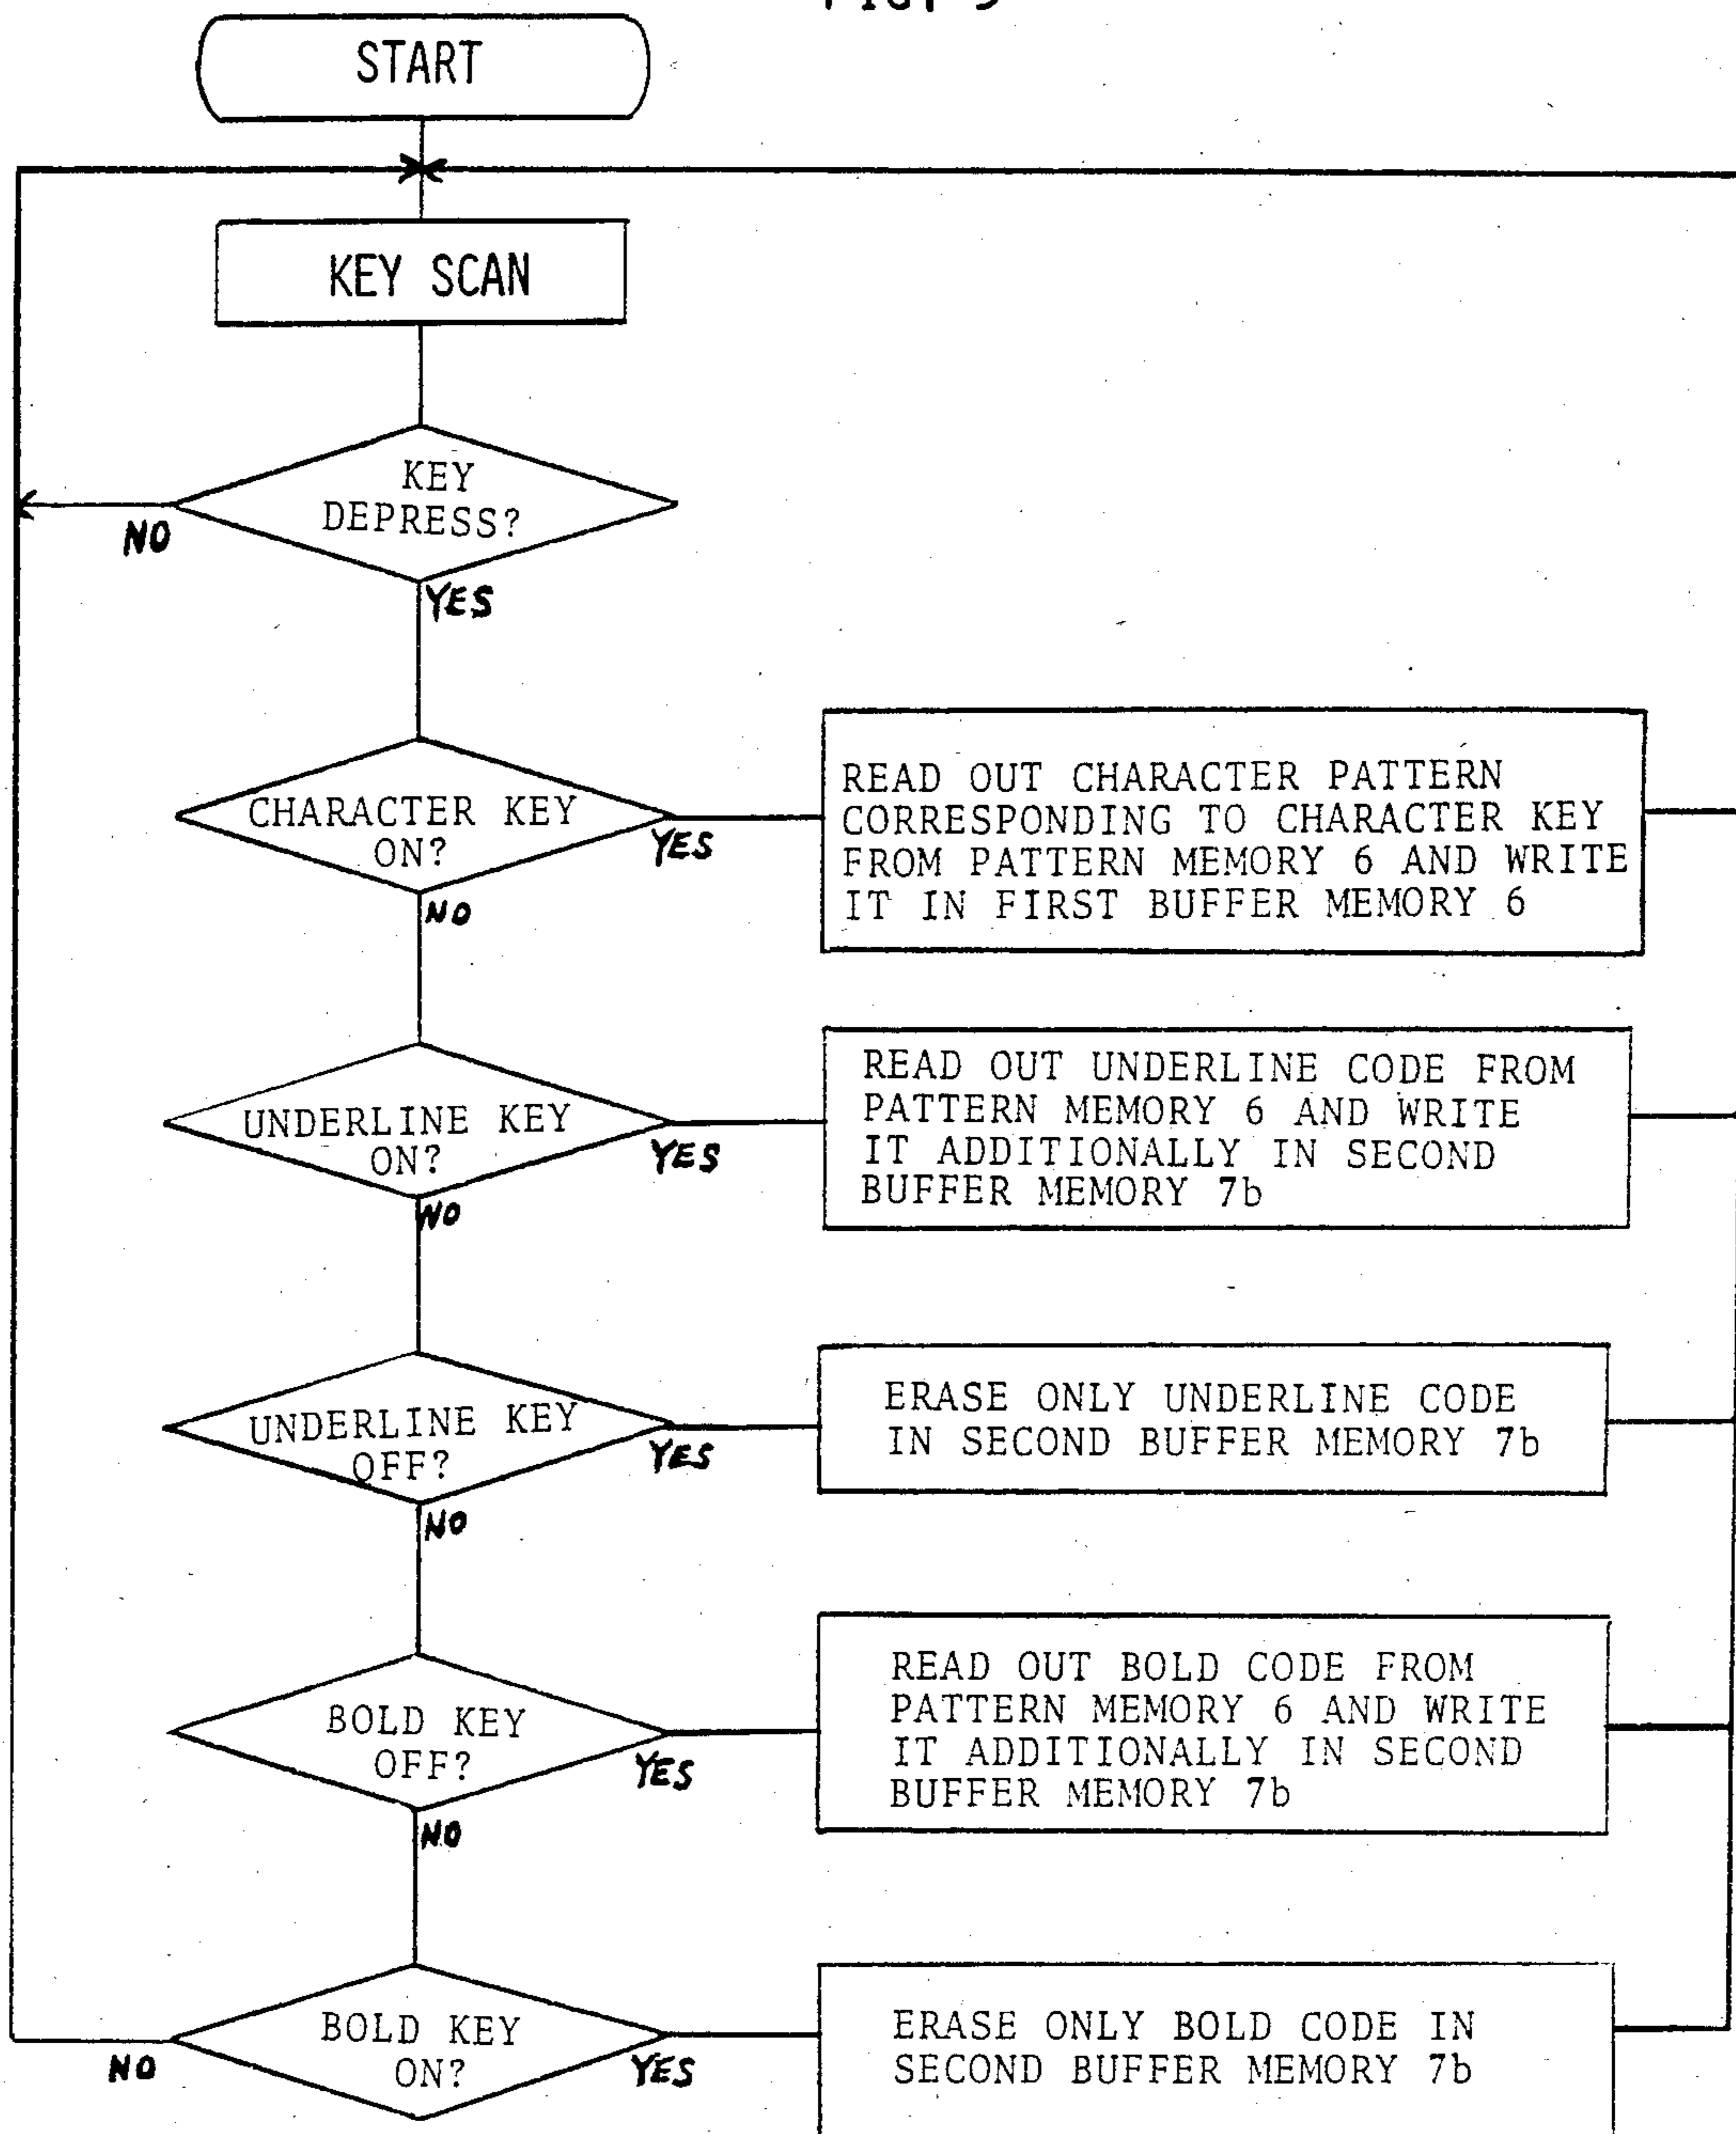 START
KEY SCAN
KEY
DEPRESS?
NO
YES
CHARACTER KEY
ON?
YES
NO
READ OUT CHARACTER PATTERN
CORRESPONDING TO CHARACTER KEY
FROM PATTERN MEMORY 6 AND WRITE
IT IN FIRST BUFFER MEMORY 6
UNDERLINE KEY
ON?
YES
NO
READ OUT UNDERLINE CODE FROM
PATTERN MEMORY 6 AND WRITE
IT ADDITIONALLY IN SECOND
BUFFER MEMORY 7b
UNDERLINE KEY
OFF?
YES
NO
ERASE ONLY UNDERLINE CODE
IN SECOND BUFFER MEMORY 7b
BOLD KEY
OFF?
YES
NO
READ OUT BOLD CODE FROM
PATTERN MEMORY 6 AND WRITE
IT ADDITIONALLY IN SECOND
BUFFER MEMORY 7b
BOLD KEY
ON?
NO
YES
ERASE ONLY BOLD CODE IN
SECOND BUFFER MEMORY 7b